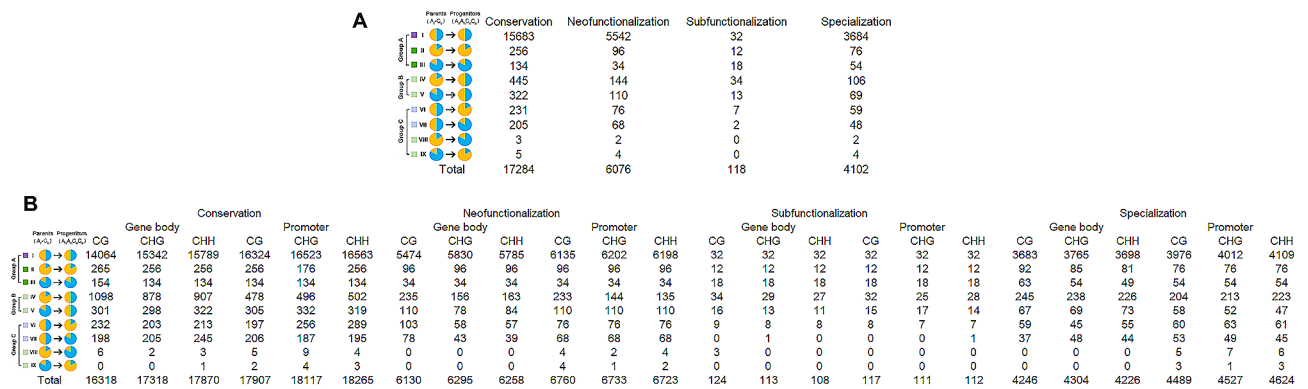 A
Parents Progenitors
(AₜCₜ) (AₙAₙCₙCₙ) Conservation Neofunctionalization Subfunctionalization Specialization
Group A
I 15683 5542 32 3684
II 256 96 12 76
III 134 34 18 54
Group B
IV 445 144 34 106
V 322 110 13 69
Group C
VI 231 76 7 59
VII 205 68 2 48
VIII 3 2 0 2
IX 5 4 0 4
Total 17284 6076 118 4102
B
Conservation Neofunctionalization Subfunctionalization Specialization
Gene body Promoter Gene body Promoter Gene body Promoter Gene body Promoter
Parents Progenitors
CG CHG CHH CG CHG CHH CG CHG CHH CG CHG CHH CG CHG CHH CG CHG CHH CG CHG CHH CG CHG CHH
Group A
I 14064 15342 15789 16324 16523 16563 5474 5830 5785 6135 6202 6198 32 32 32 32 32 32 3683 3765 3698 3976 4012 4109
II 265 256 256 256 176 256 96 96 96 96 96 96 12 12 12 12 12 12 92 85 81 76 76 76
III 154 134 134 134 134 134 34 34 34 34 34 34 18 18 18 18 18 18 63 54 49 54 54 54
Group B
IV 1098 878 907 478 496 502 235 156 163 233 144 135 34 29 27 32 25 28 245 238 226 204 213 223
V 301 298 322 305 332 319 110 78 84 110 110 110 16 13 11 15 17 14 67 69 73 58 52 47
Group C
VI 232 203 213 197 256 289 103 58 57 76 76 76 9 8 8 8 7 7 59 45 55 60 63 61
VII 198 205 245 206 187 195 78 43 39 68 68 68 0 1 0 0 0 1 37 48 44 53 49 45
VIII 6 2 3 5 9 4 0 0 0 4 2 4 3 0 0 0 0 0 0 0 0 5 7 6
IX 0 0 1 2 4 3 0 0 0 4 1 2 0 0 0 0 0 0 0 0 0 3 1 3
Total 16318 17318 17870 17907 18117 18265 6130 6295 6258 6760 6733 6723 124 113 108 117 111 112 4246 4304 4226 4489 4527 4624